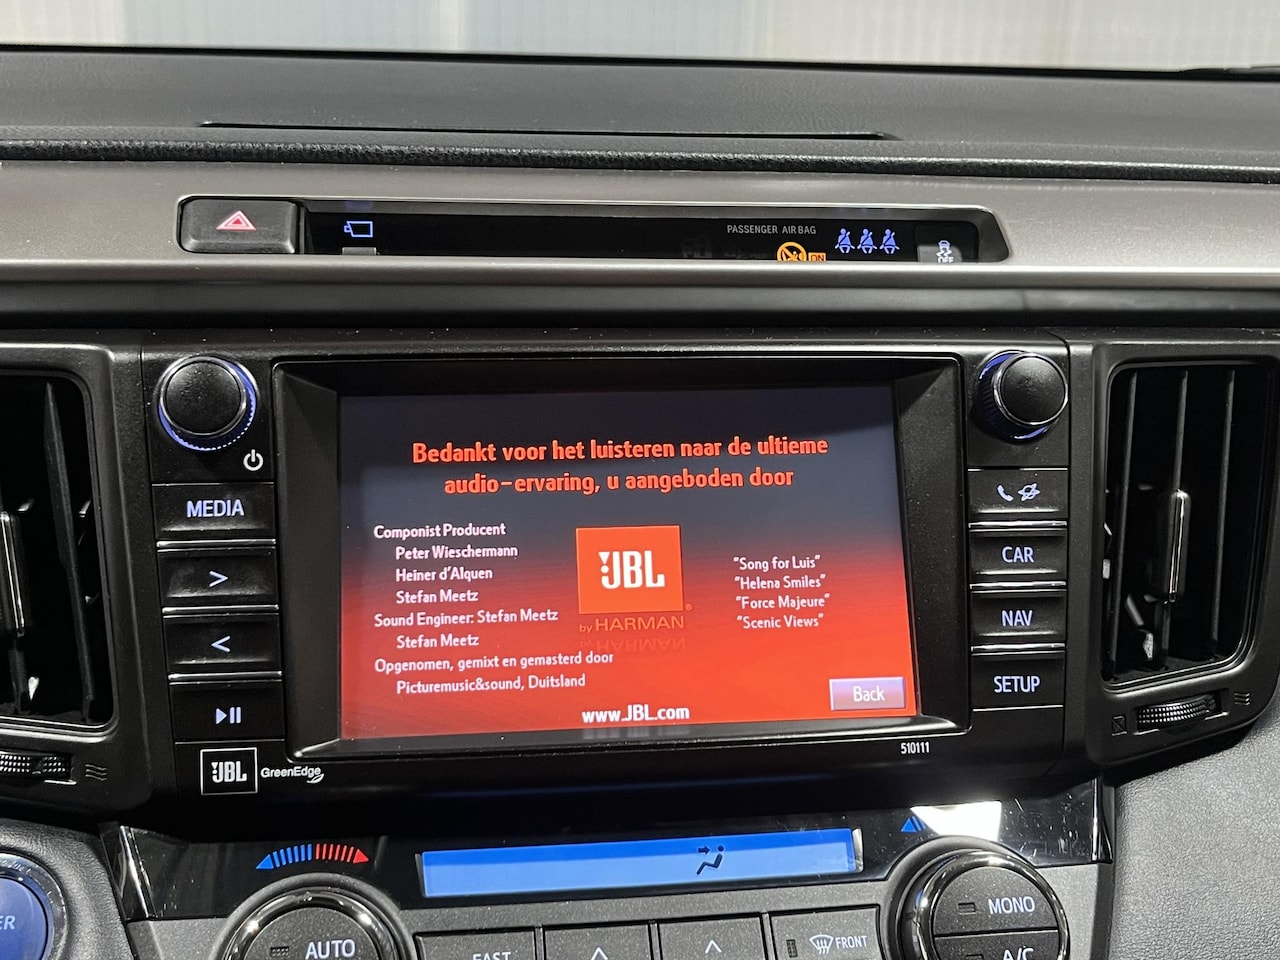 PASSENGER AIR BAG
ON
OFF
MEDIA
>
<
JBL GreenEdge
Bedankt voor het luisteren naar de ultieme
audio-ervaring, u aangeboden door
Componist Producent
Peter Wieschermann
Heiner d'Alquen
Stefan Meetz
Sound Engineer: Stefan Meetz
Stefan Meetz
Opgenomen, gemixt en gemasterd door
Picturemusic&sound, Duitsland
JBL®
by HARMAN
"Song for Luis"
"Helena Smiles"
"Force Majeure"
"Scenic Views"
Back
www.JBL.com
510111
CAR
NAV
SETUP
AUTO
FAST
FRONT
MONO
A/C